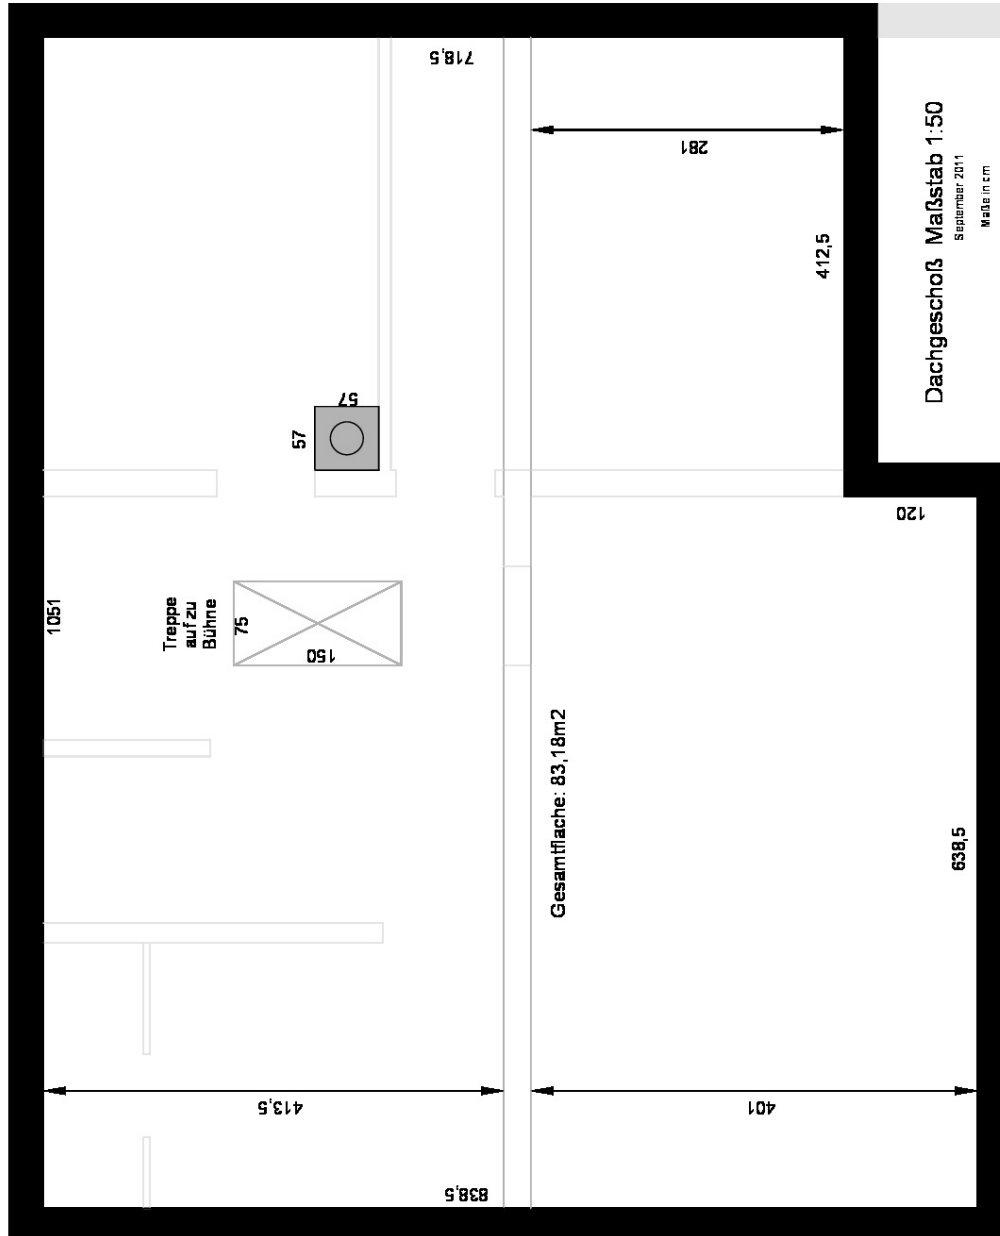 Dachgeschoß Maßstab 1:50
September 2011
Maße in cm
718,5
281
412,5
57
57
120
1051
Treppe
auf zu
Bühne
75
150
Gesamtfläche: 83,18m2
638,5
413,5
401
838,5